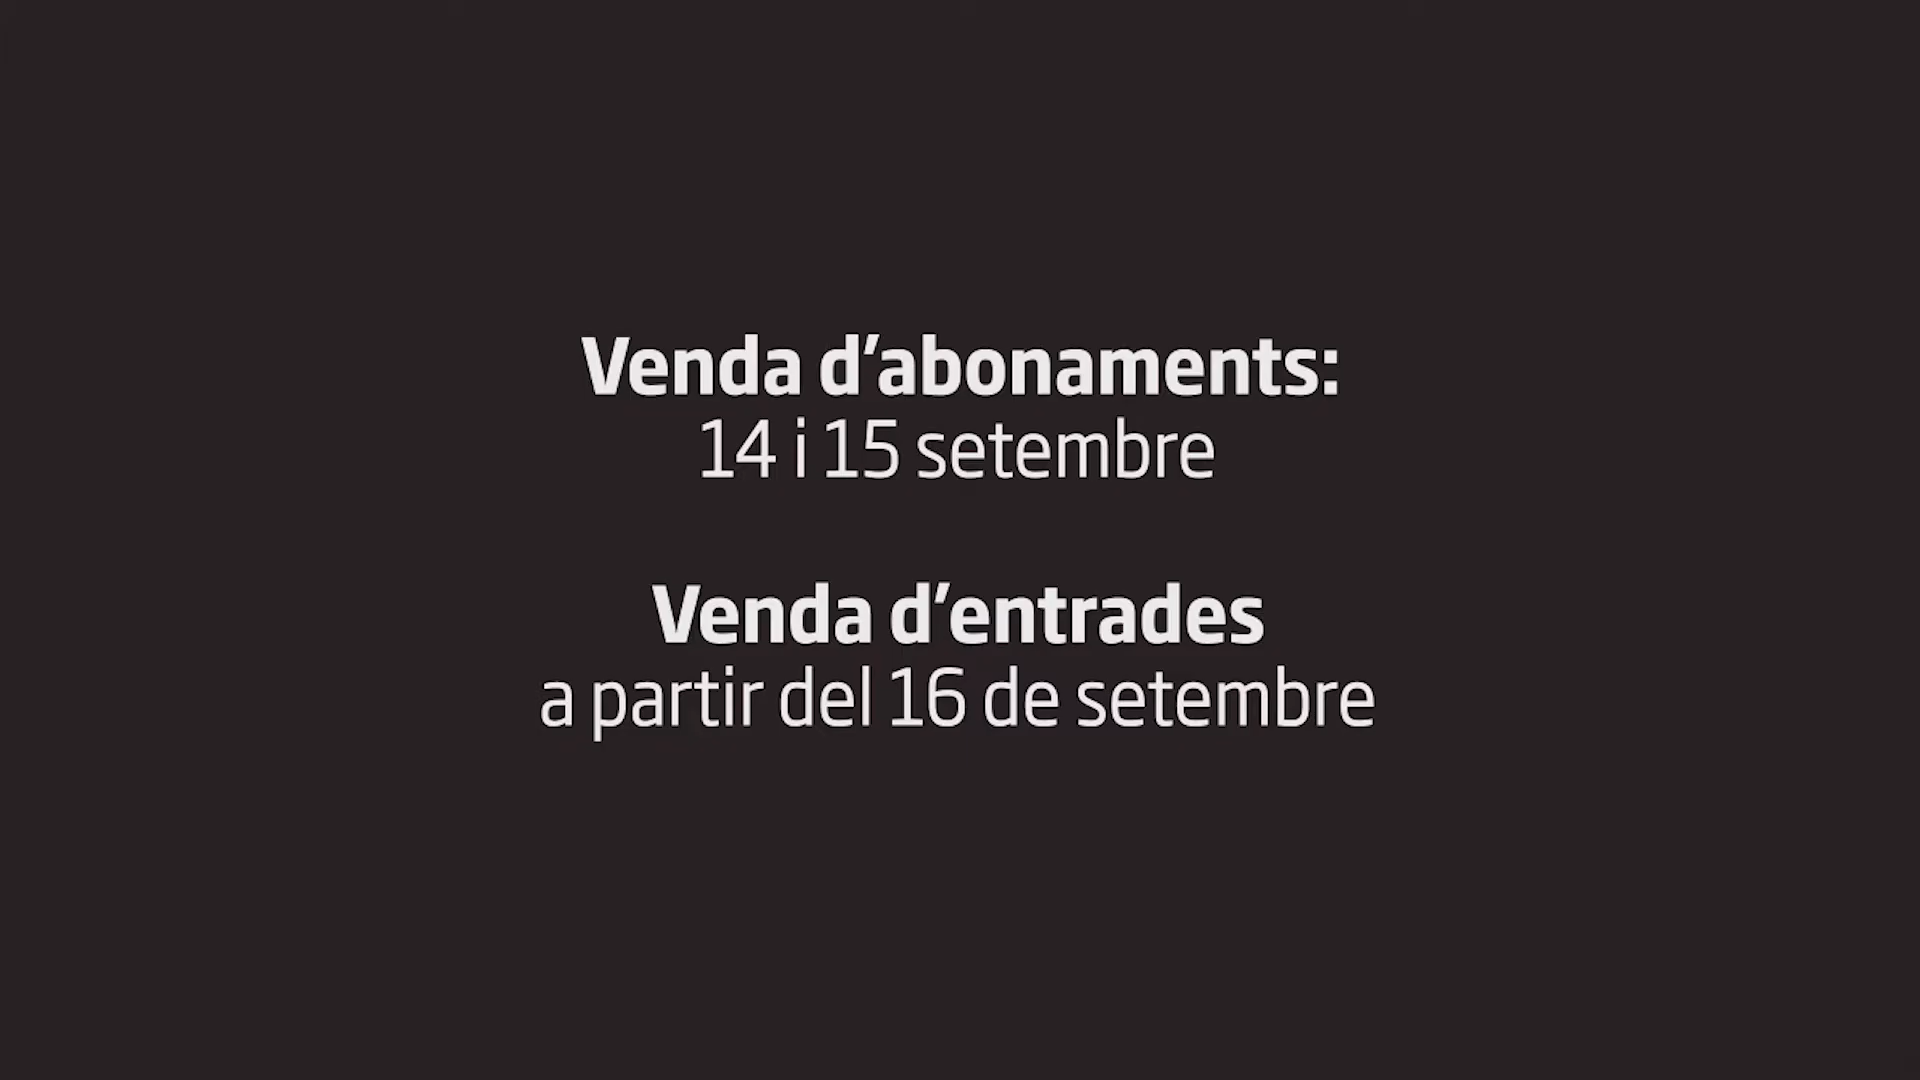 Venda d’abonaments:
14 i 15 setembre
Venda d’entrades
a partir del 16 de setembre